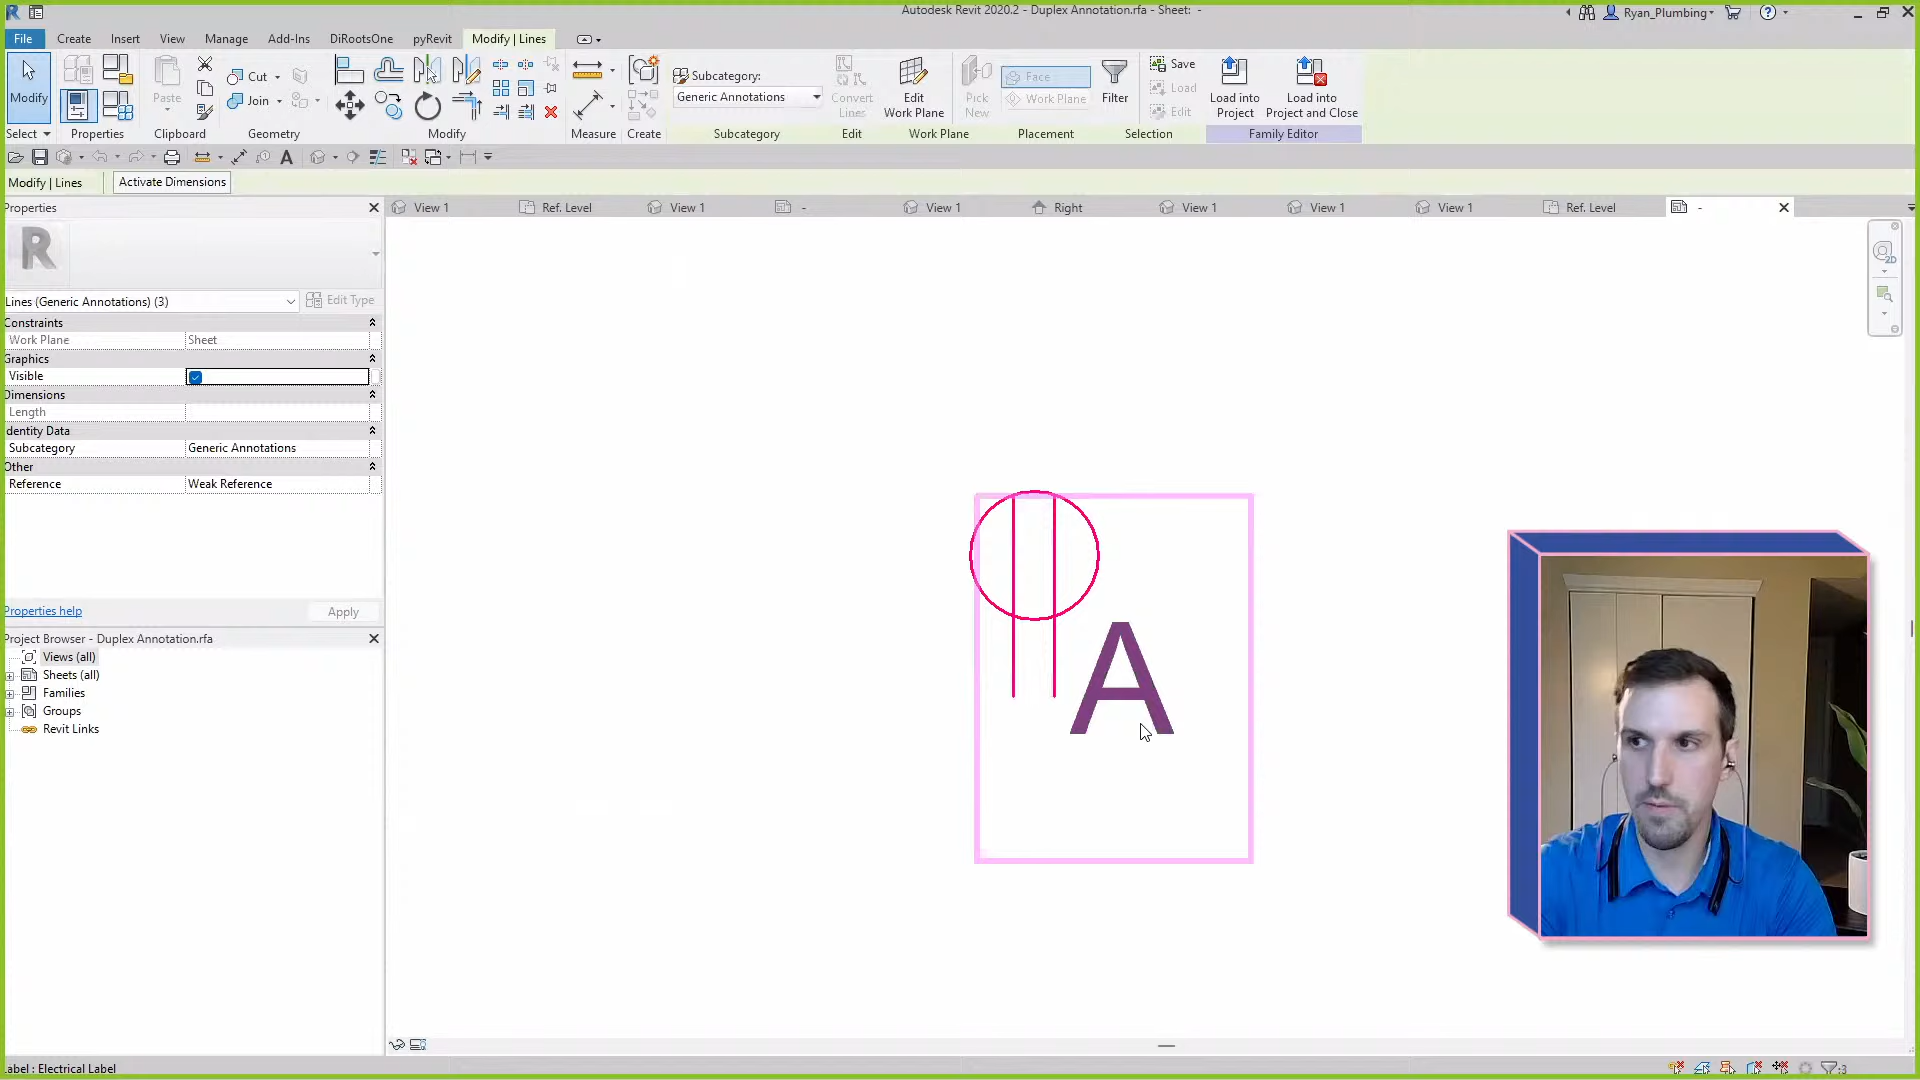 Autodesk Revit 2020.2 - Duplex Annotation.rfa - Sheet: -
Ryan_Plumbing
File Create Insert View Manage Add-Ins DiRootsOne pyRevit Modify | Lines
Modify
Paste
Cut
Join
Subcategory:
Generic Annotations
Convert Lines
Edit Work Plane
Pick New
Face
Work Plane
Filter
Save
Load
Edit
Load into Project
Load into Project and Close
Select Properties Clipboard Geometry Modify Measure Create Subcategory Edit Work Plane Placement Selection Family Editor
A
Modify | Lines Activate Dimensions
Properties
View 1 Ref. Level View 1 - View 1 Right View 1 View 1 View 1 Ref. Level -
R
2D
Lines (Generic Annotations) (3) Edit Type
Constraints
Work Plane Sheet
Graphics
Visible
Dimensions
Length
dentity Data
Subcategory Generic Annotations
Other
Reference Weak Reference
A
Properties help Apply
Project Browser - Duplex Annotation.rfa
Views (all)
Sheets (all)
Families
Groups
Revit Links
abel : Electrical Label
:3